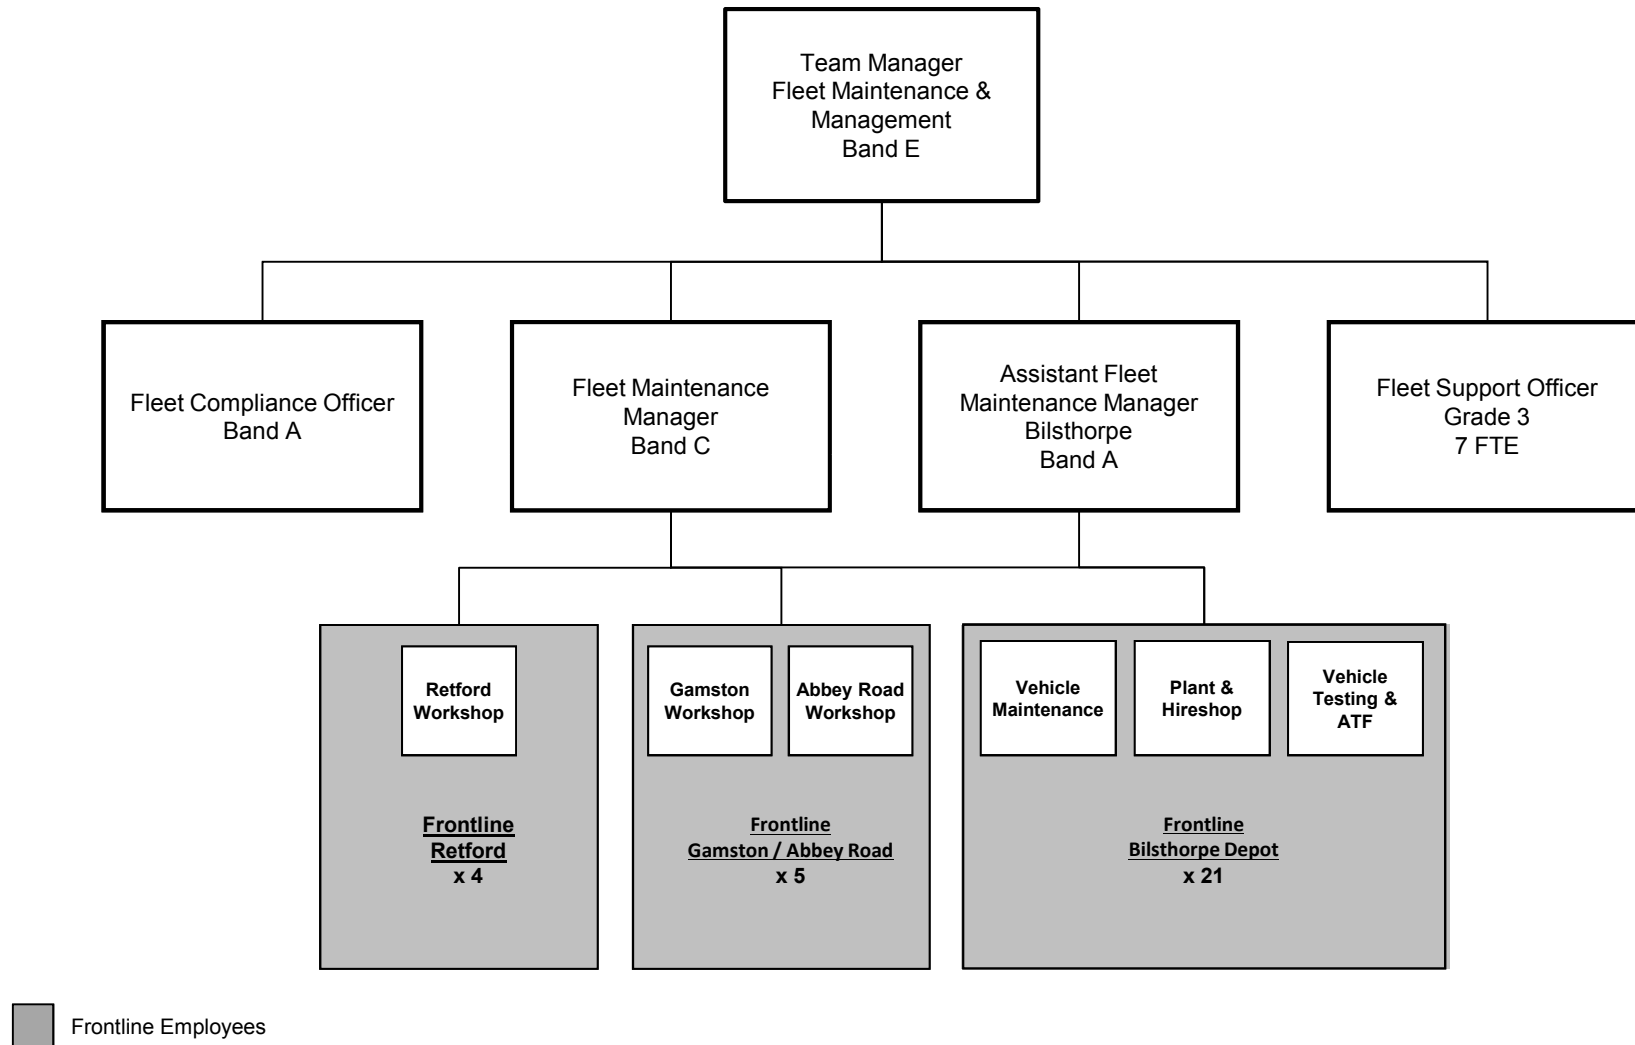 Team Manager
Fleet Maintenance &
Management
Band E
Fleet Compliance Officer
Band A
Fleet Maintenance
Manager
Band C
Assistant Fleet
Maintenance Manager
Bilsthorpe
Band A
Fleet Support Officer
Grade 3
7 FTE
Retford
Workshop
Frontline
Retford
x 4
Gamston
Workshop
Abbey Road
Workshop
Frontline
Gamston / Abbey Road
x 5
Vehicle
Maintenance
Plant &
Hireshop
Vehicle
Testing &
ATF
Frontline
Bilsthorpe Depot
x 21
Frontline Employees